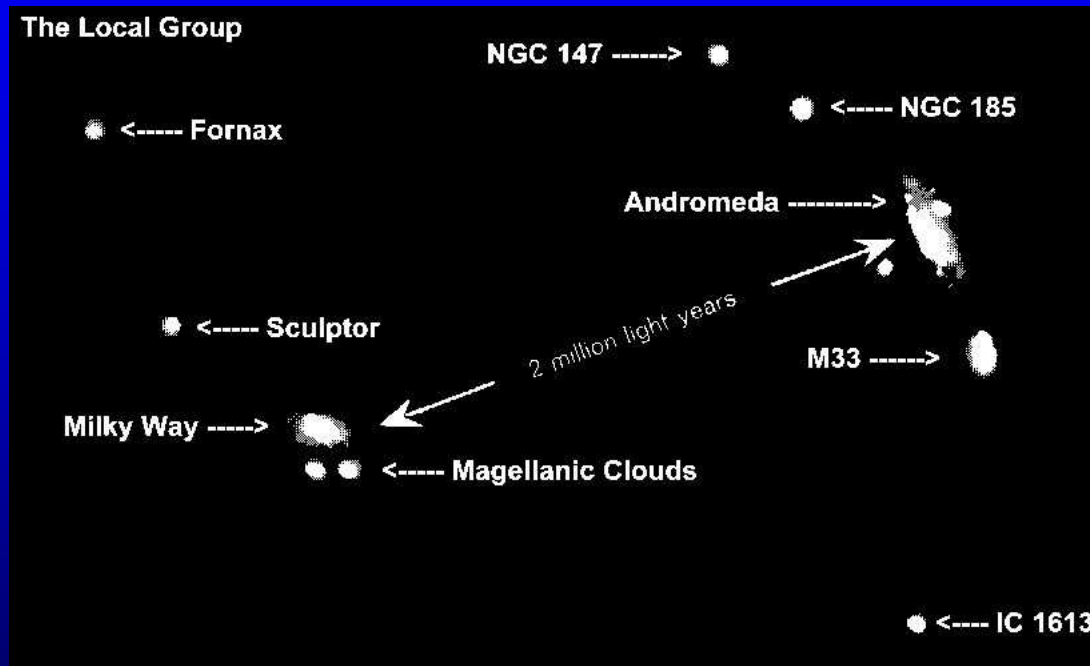 The Local Group
NGC 147 ------>
<----- NGC 185
<----- Fornax
Andromeda --------->
2 million light years
<----- Sculptor
M33 ------>
Milky Way ----->
<----- Magellanic Clouds
<---- IC 1613